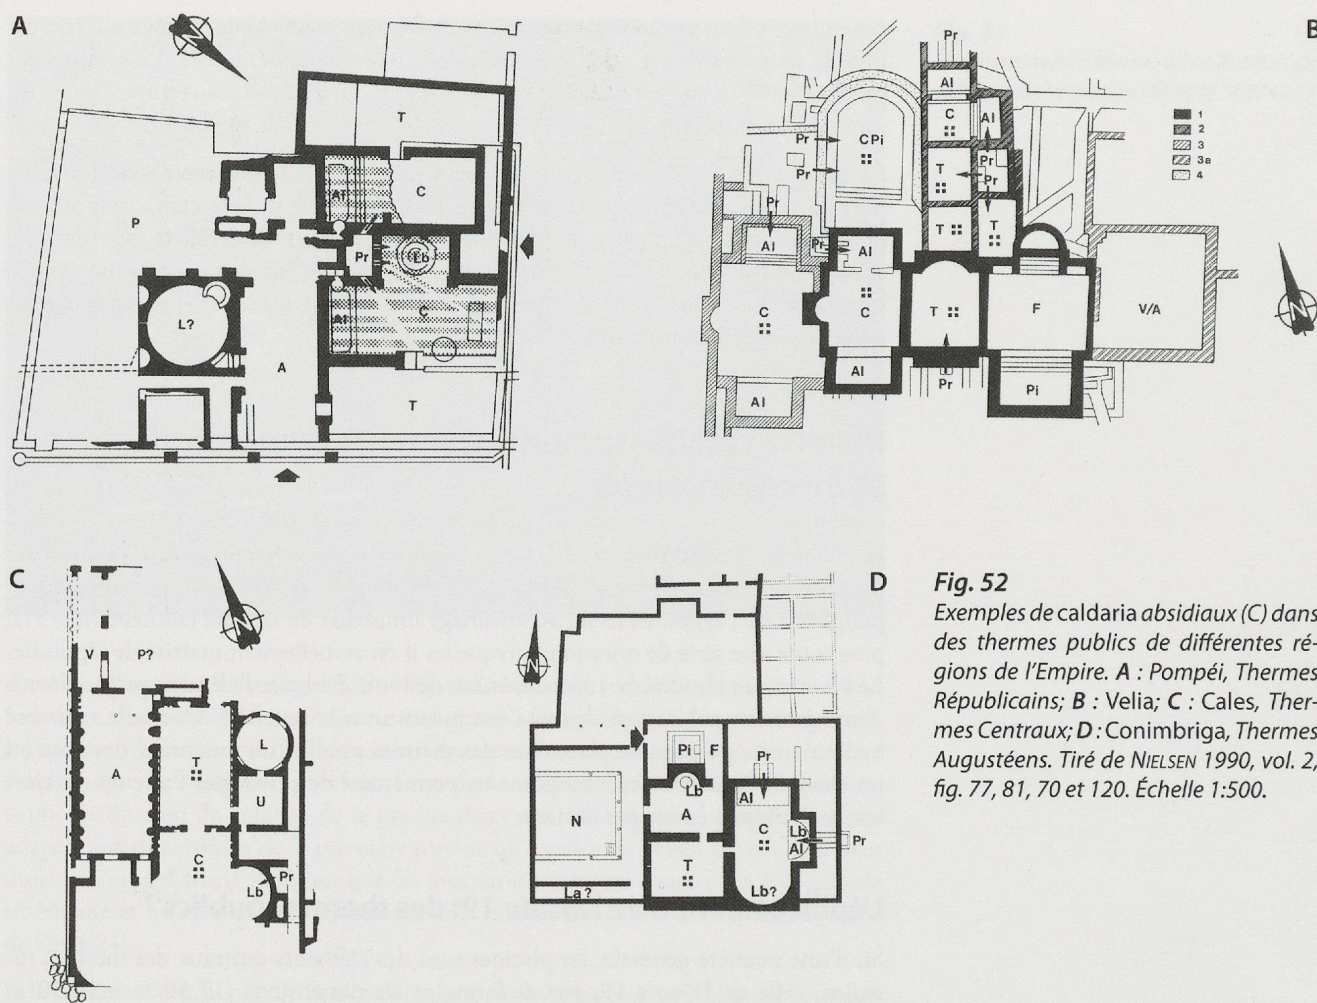 A
N
T
Al
C
P
Pr
Lb
L?
Al
C
A
T
B
Pr
Al
C
Al
CPi
Pr
Pr
T
Pr
Pr
Pr
T
T
Al
Pr
Al
C
C
T
F
V/A
Al
Al
Pr
Pi
N
1
2
3
3a
4
C
N
V
P?
A
T
L
U
C
Lb
Pr
D
N
Pi
F
Lb
Pr
Al
N
A
C
Lb
Al
Pr
T
La?
Lb?
Fig. 52
Exemples de caldaria absidiaux (C) dans
des thermes publics de différentes ré-
gions de l'Empire. A : Pompéi, Thermes
Républicains; B : Velia; C : Cales, Ther-
mes Centraux; D : Conimbriga, Thermes
Augustéens. Tiré de NIELSEN 1990, vol. 2,
fig. 77, 81, 70 et 120. Échelle 1:500.